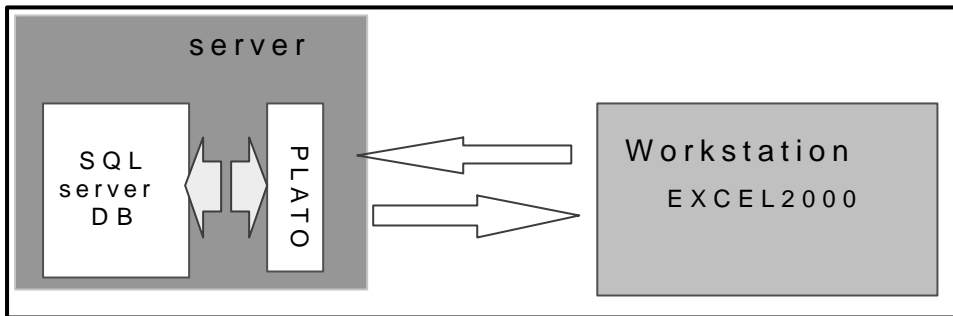 server
SQL
server
DB
PLATO
Workstation
EXCEL2000